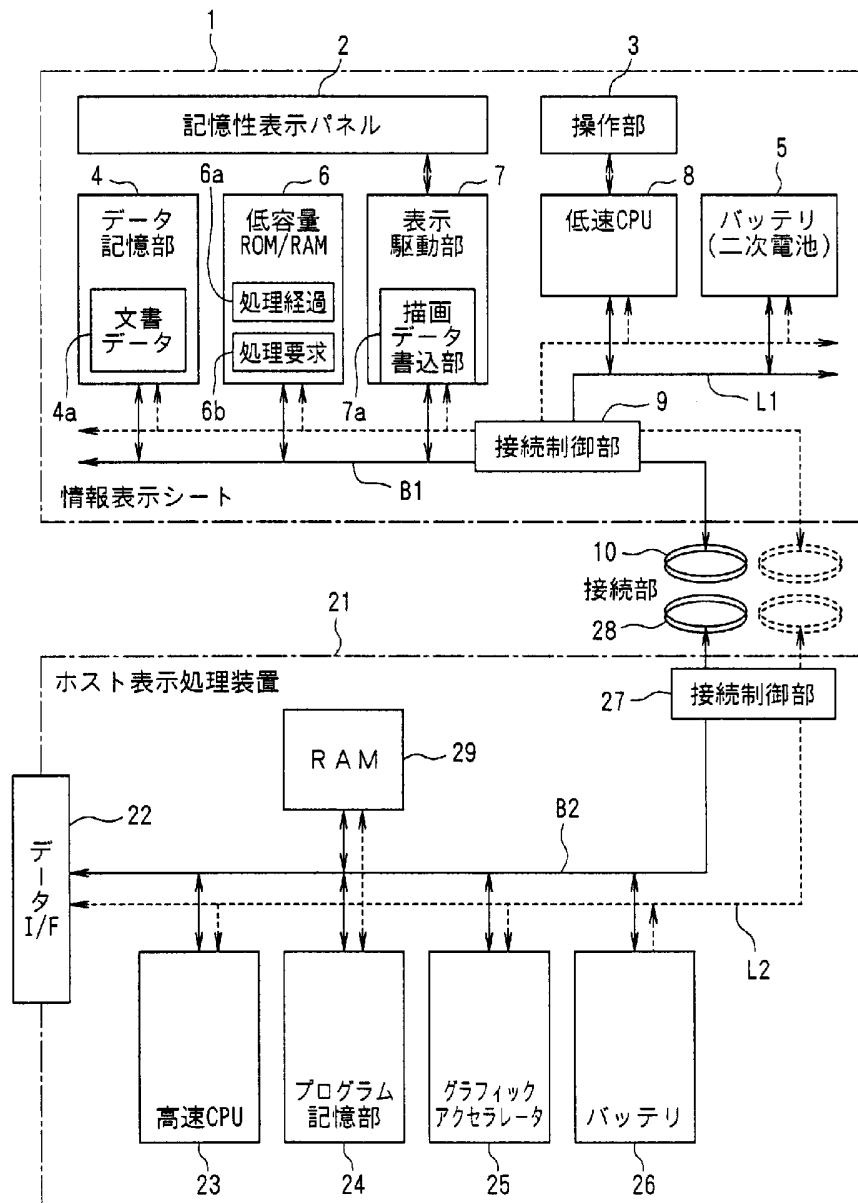 1
2
3
記憶性表示パネル
操作部
4
6a
6
7
8
5
データ
記憶部
低容量
ROM/RAM
表示
駆動部
低速CPU
バッテリ
(二次電池)
文書
データ
処理経過
処理要求
描画
データ
書込部
4a
6b
7a
9
L1
接続制御部
B1
情報表示シート
10
接続部
28
21
ホスト表示処理装置
27
接続制御部
RAM
29
22
B2
データ
I/F
L2
高速CPU
プログラム
記憶部
グラフィック
アクセラレータ
バッテリ
23
24
25
26